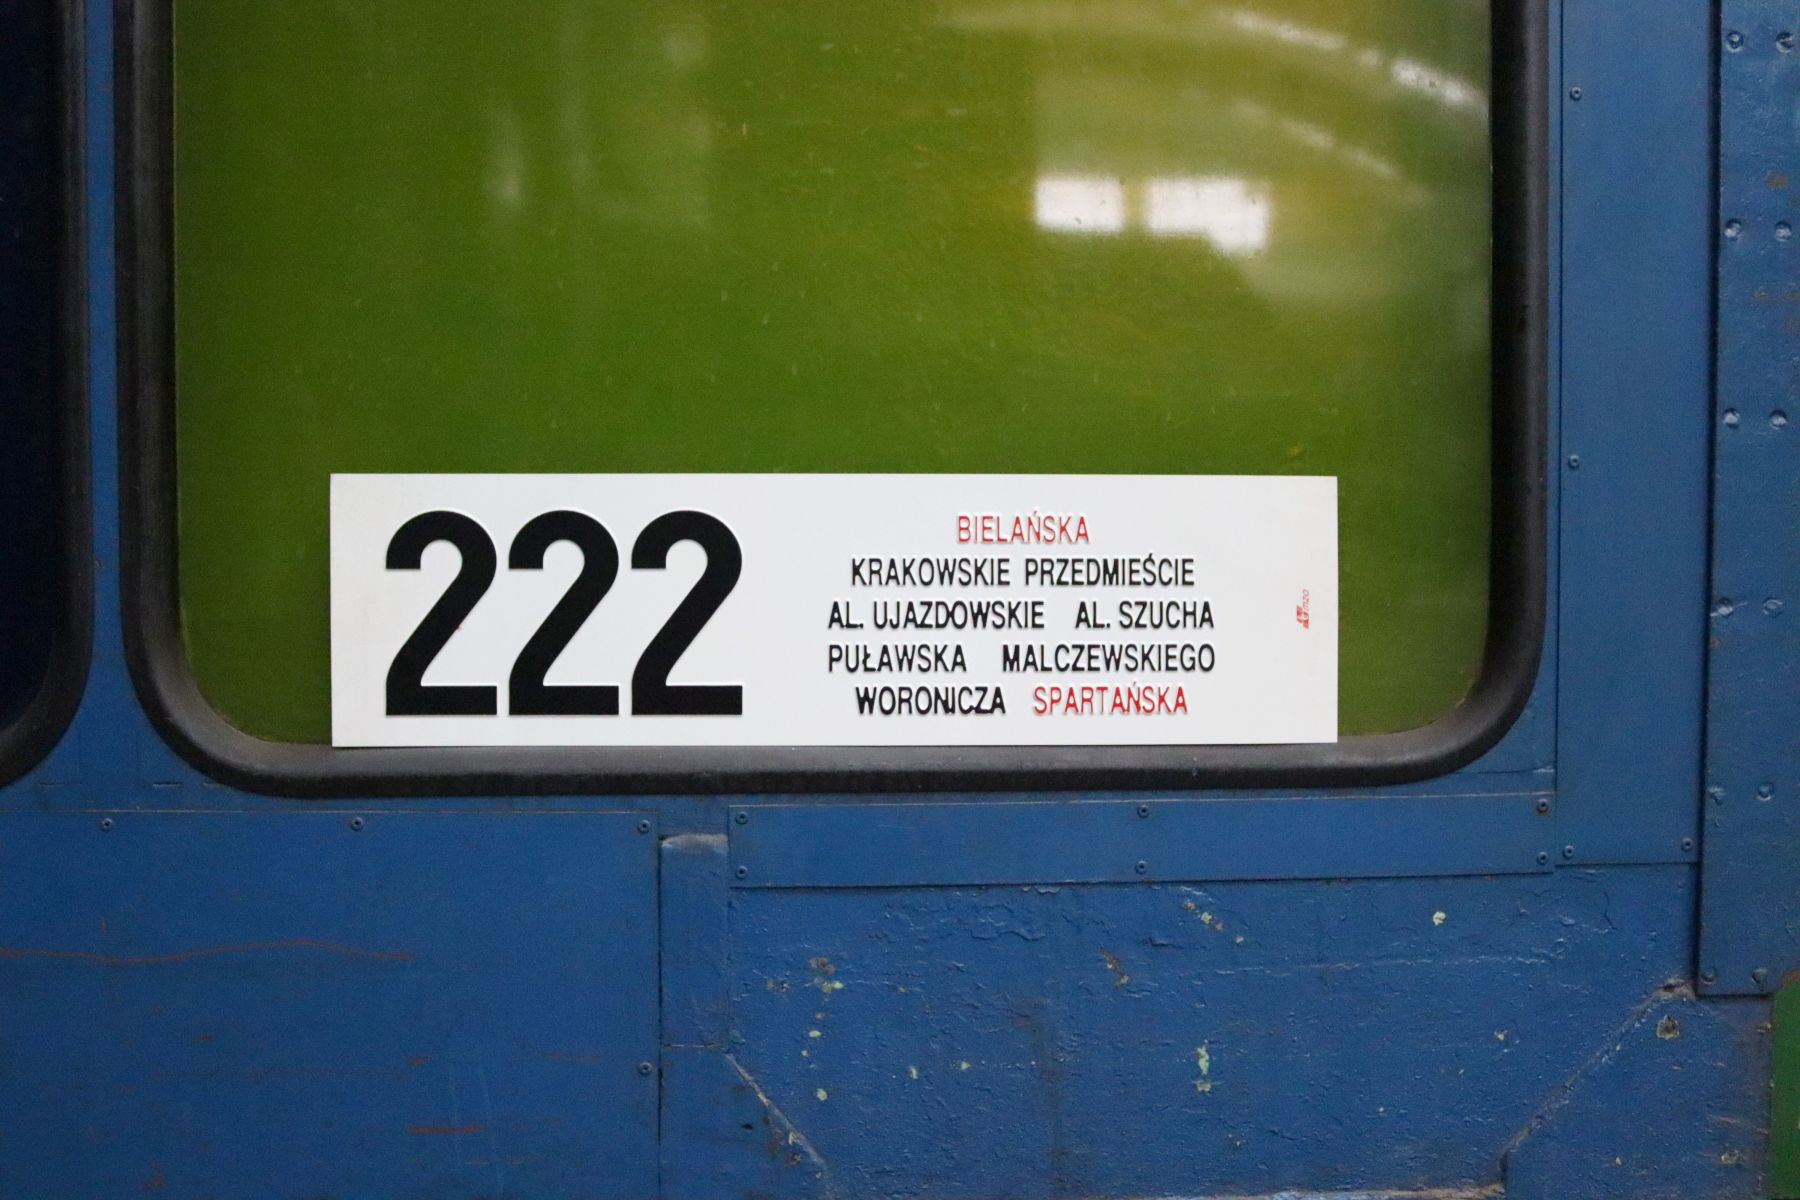 222
BIELAŃSKA
KRAKOWSKIE PRZEDMIEŚCIE
AL. UJAZDOWSKIE AL. SZUCHA
PUŁAWSKA MALCZEWSKIEGO
WORONICZA SPARTAŃSKA